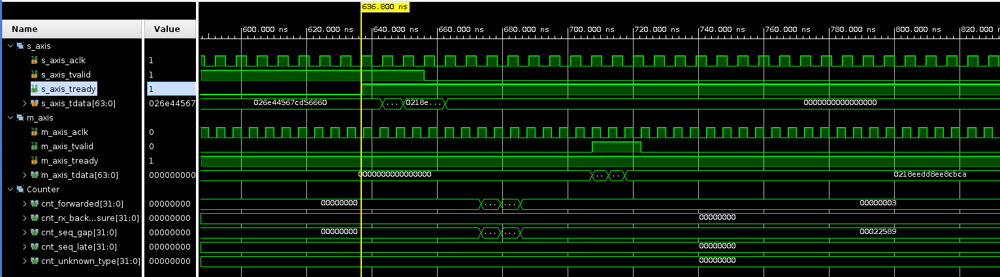 636.800 ns
Name Value 600.000 ns 620.000 ns 640.000 ns 660.000 ns 680.000 ns 700.000 ns 720.000 ns 740.000 ns 760.000 ns 780.000 ns 800.000 ns 820.000 n
s_axis
s_axis_aclk 1
s_axis_tvalid 1
s_axis_tready 1
s_axis_tdata[63:0] 026e44567 026e44567cd56660 ... 0218e... 0000000000000000
m_axis
m_axis_aclk 0
m_axis_tvalid 0
m_axis_tready 1
m_axis_tdata[63:0] 000000000 0000000000000000 .. .. 0218eedd8ee8cbca
Counter
cnt_forwarded[31:0] 00000000 00000000 ... ... 00000003
cnt_rx_back...sure[31:0] 00000000 00000000
cnt_seq_gap[31:0] 00000000 00000000 ... ... 00022589
cnt_seq_late[31:0] 00000000 00000000
cnt_unknown_type[31:0] 00000000 00000000